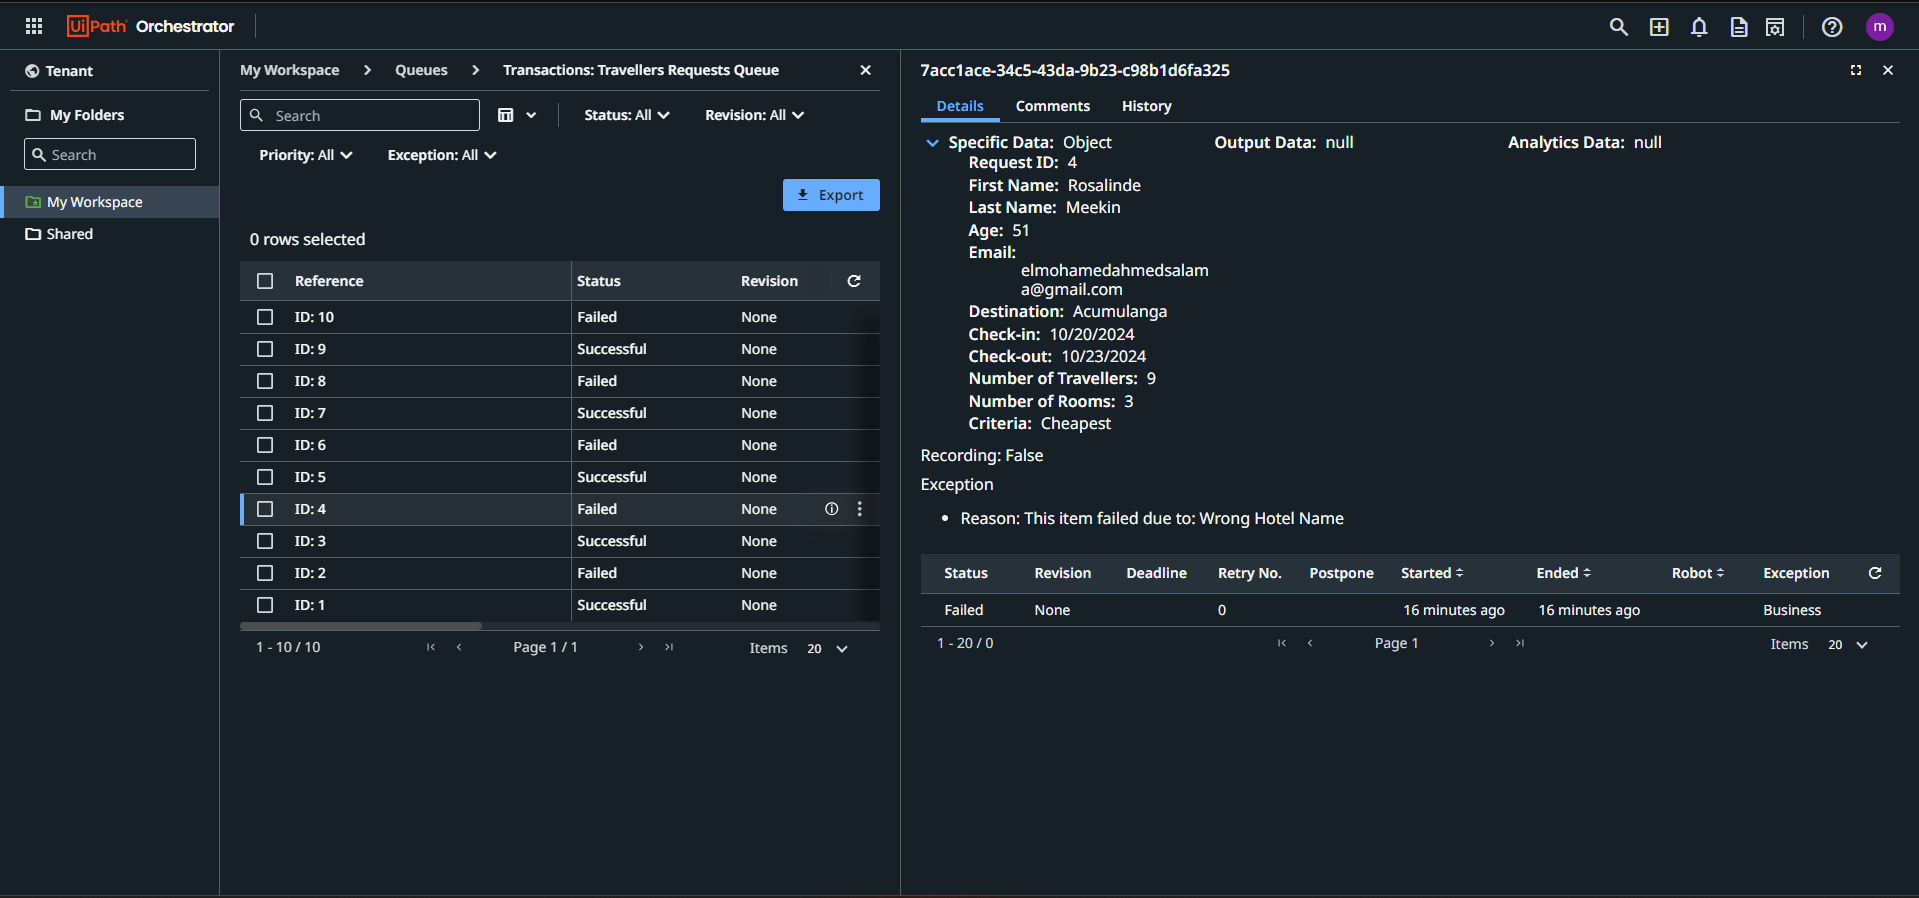 UiPath Orchestrator
m
Tenant
My Folders
Search
My Workspace
Shared
My Workspace > Queues > Transactions: Travellers Requests Queue
Search
Status: All
Revision: All
Priority: All
Exception: All
Export
0 rows selected
Reference Status Revision
ID: 10 Failed None
ID: 9 Successful None
ID: 8 Failed None
ID: 7 Successful None
ID: 6 Failed None
ID: 5 Successful None
ID: 4 Failed None
ID: 3 Successful None
ID: 2 Failed None
ID: 1 Successful None
1 - 10 / 10 Page 1 / 1 Items 20
7acc1ace-34c5-43da-9b23-c98b1d6fa325
Details Comments History
Specific Data: Object Output Data: null Analytics Data: null
Request ID: 4
First Name: Rosalinde
Last Name: Meekin
Age: 51
Email:
elmohamedahmedsalam
a@gmail.com
Destination: Acumulanga
Check-in: 10/20/2024
Check-out: 10/23/2024
Number of Travellers: 9
Number of Rooms: 3
Criteria: Cheapest
Recording: False
Exception
• Reason: This item failed due to: Wrong Hotel Name
Status Revision Deadline Retry No. Postpone Started Ended Robot Exception
Failed None 0 16 minutes ago 16 minutes ago Business
1 - 20 / 0 Page 1 Items 20